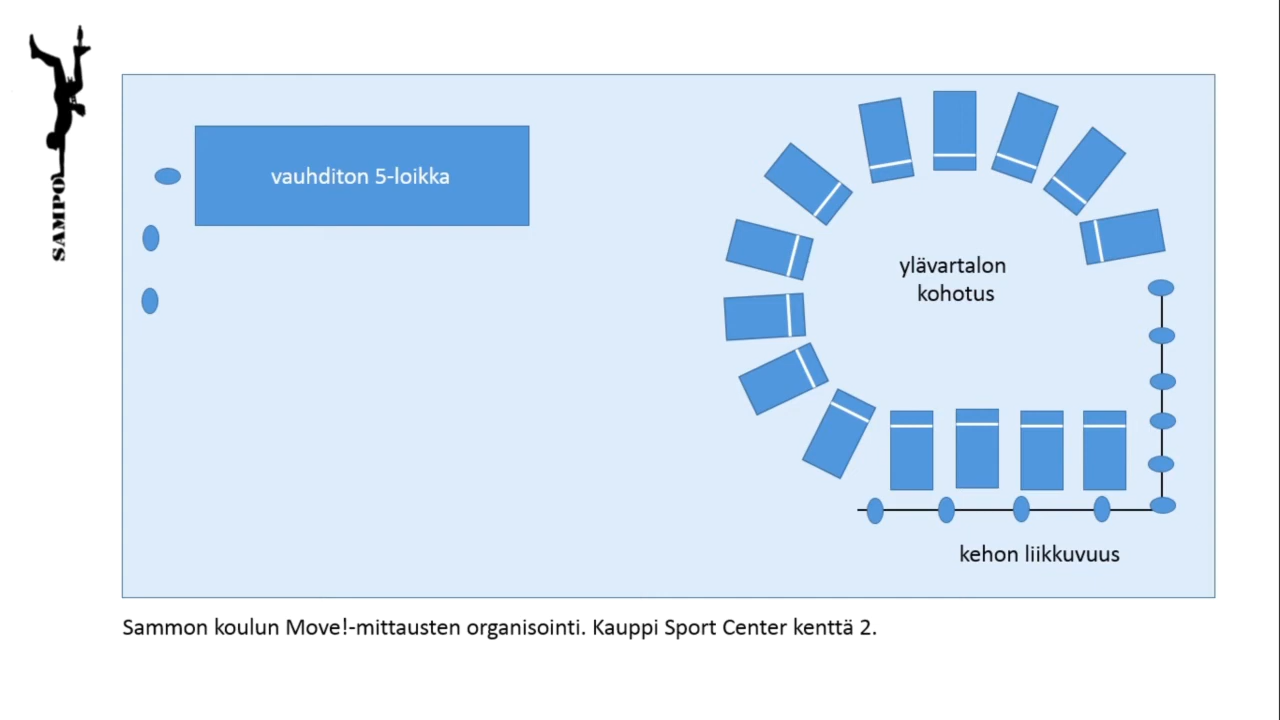 SAMPO
vauhditon 5-loikka
ylävartalon
kohotus
kehon liikkuvuus
Sammon koulun Move!-mittausten organisointi. Kauppi Sport Center kenttä 2.